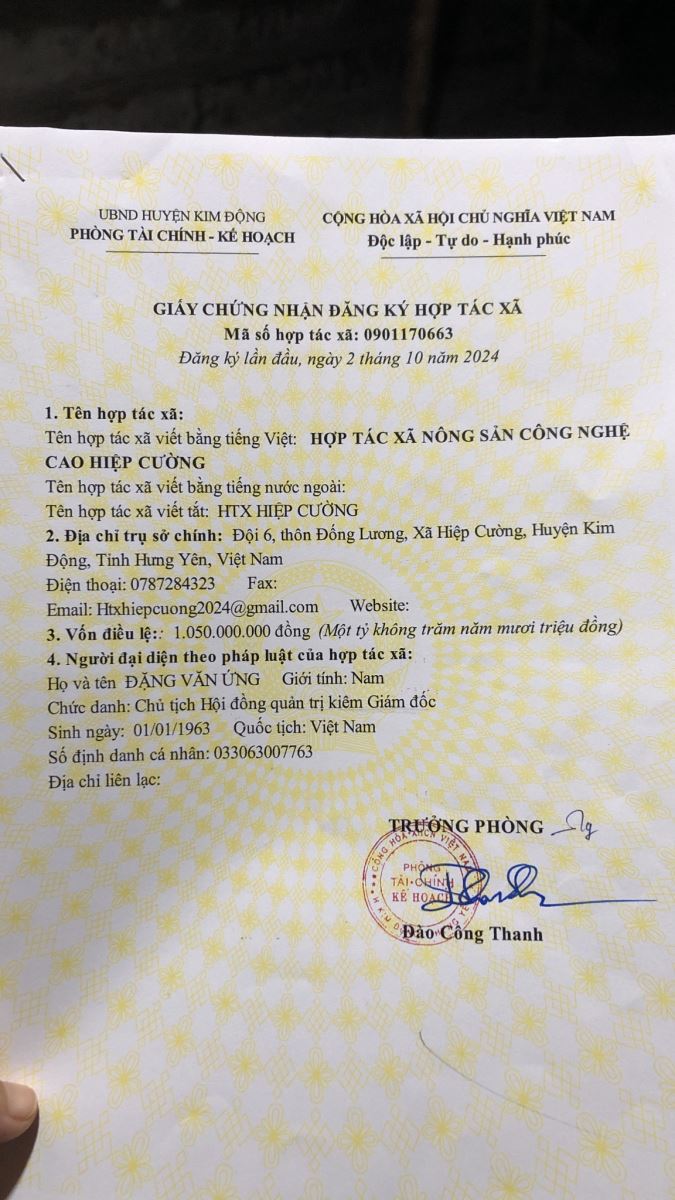 UBND HUYỆN KIM ĐỘNG
PHÒNG TÀI CHÍNH - KẾ HOẠCH
CỘNG HÒA XÃ HỘI CHỦ NGHĨA VIỆT NAM
Độc lập - Tự do - Hạnh phúc
GIẤY CHỨNG NHẬN ĐĂNG KÝ HỢP TÁC XÃ
Mã số hợp tác xã: 0901170663
Đăng ký lần đầu, ngày 2 tháng 10 năm 2024
1. Tên hợp tác xã:
Tên hợp tác xã viết bằng tiếng Việt: HỢP TÁC XÃ NÔNG SẢN CÔNG NGHỆ
CAO HIỆP CƯỜNG
Tên hợp tác xã viết bằng tiếng nước ngoài:
Tên hợp tác xã viết tắt: HTX HIỆP CƯỜNG
2. Địa chỉ trụ sở chính: Đội 6, thôn Đống Lương, Xã Hiệp Cường, Huyện Kim
Động, Tỉnh Hưng Yên, Việt Nam
Điện thoại: 0787284323 Fax:
Email: Htxhiepcuong2024@gmail.com Website:
3. Vốn điều lệ:: 1.050.000.000 đồng (Một tỷ không trăm năm mươi triệu đồng)
4. Người đại diện theo pháp luật của hợp tác xã:
Họ và tên ĐẶNG VĂN ỨNG Giới tính: Nam
Chức danh: Chủ tịch Hội đồng quản trị kiêm Giám đốc
Sinh ngày: 01/01/1963 Quốc tịch: Việt Nam
Số định danh cá nhân: 033063007763
Địa chỉ liên lạc:
TRƯỞNG PHÒNG
CỘNG HÒA XHCN VIỆT NAM
PHÒNG
TÀI CHÍNH
KẾ HOẠCH
Đào Công Thanh